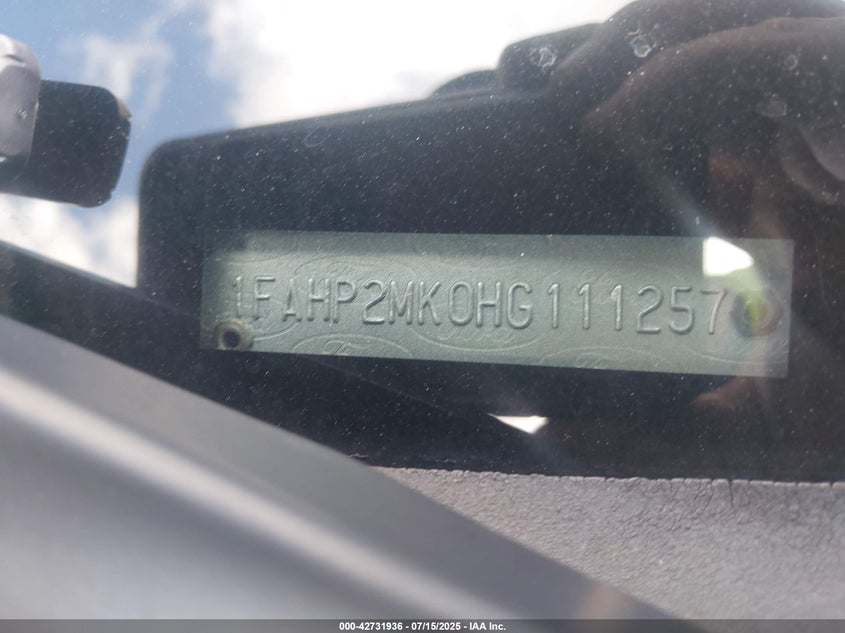 1FAHP2MK0HG111257
000-42731936 - 07/15/2025 - IAA Inc.